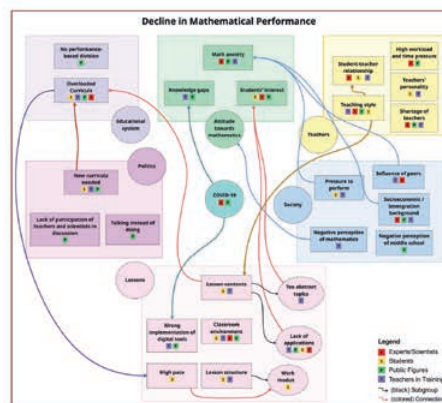 Decline in Mathematical Performance
No performance-
based division
Distributed
Curricula
Educational
system
Math anxiety
Knowledge gaps
Students' interest
Attitude
towards
mathematics
Student-teacher
relationship
High workload
and time pressure
Teachers'
personality
Teaching style
Shortage of
teachers
Teachers
Politics
New curricula
needed
Lack of participation of
teachers and scientists in
discussion
Talking instead of
doing
COVID-19
Society
Pressure to
perform
Influence of peers
Socioeconomic /
immigration
background
Negative perception of
mathematics
Negative perception
of middle school
Lessons
Lesson contents
Too abstract
topics
Wrong
implementation of
digital tools
Classroom
environment
Lack of
applications
High pace
Lesson structure
Work
modus
Legend
E Experts/Scientists
S Students
P Public Figures
T Teachers in Training
(black) Subgroup
(colored) Connection